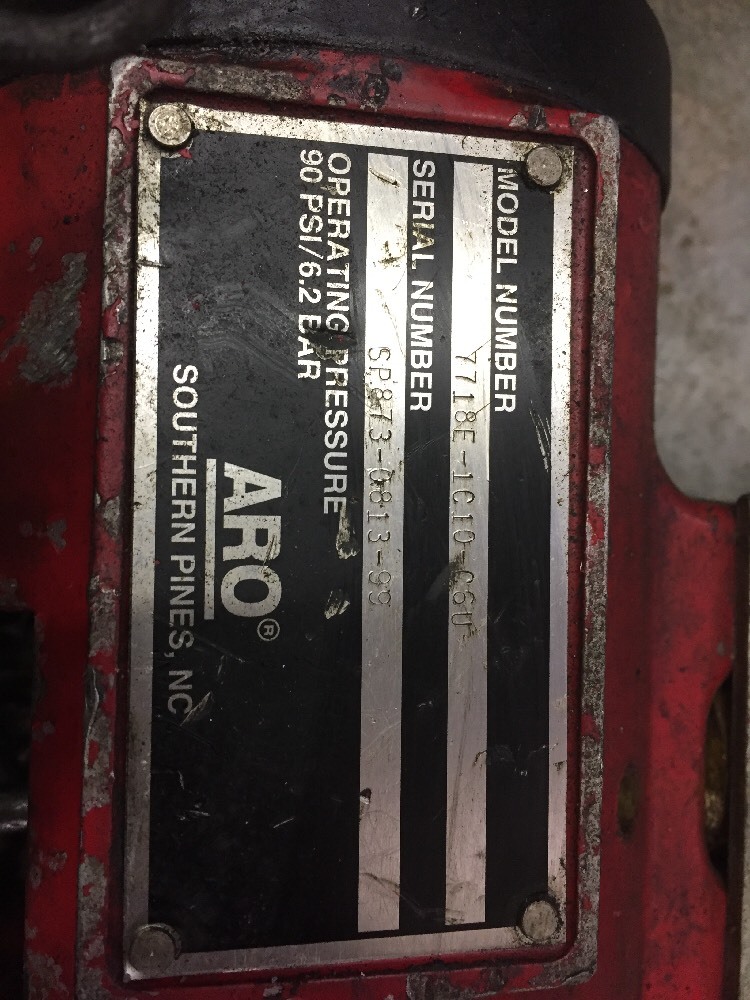 MODEL NUMBER
7718E-1C10-C6U
SERIAL NUMBER
SP873-0813-99
OPERATING PRESSURE
90 PSI/6.2 BAR
ARO®
SOUTHERN PINES, NC